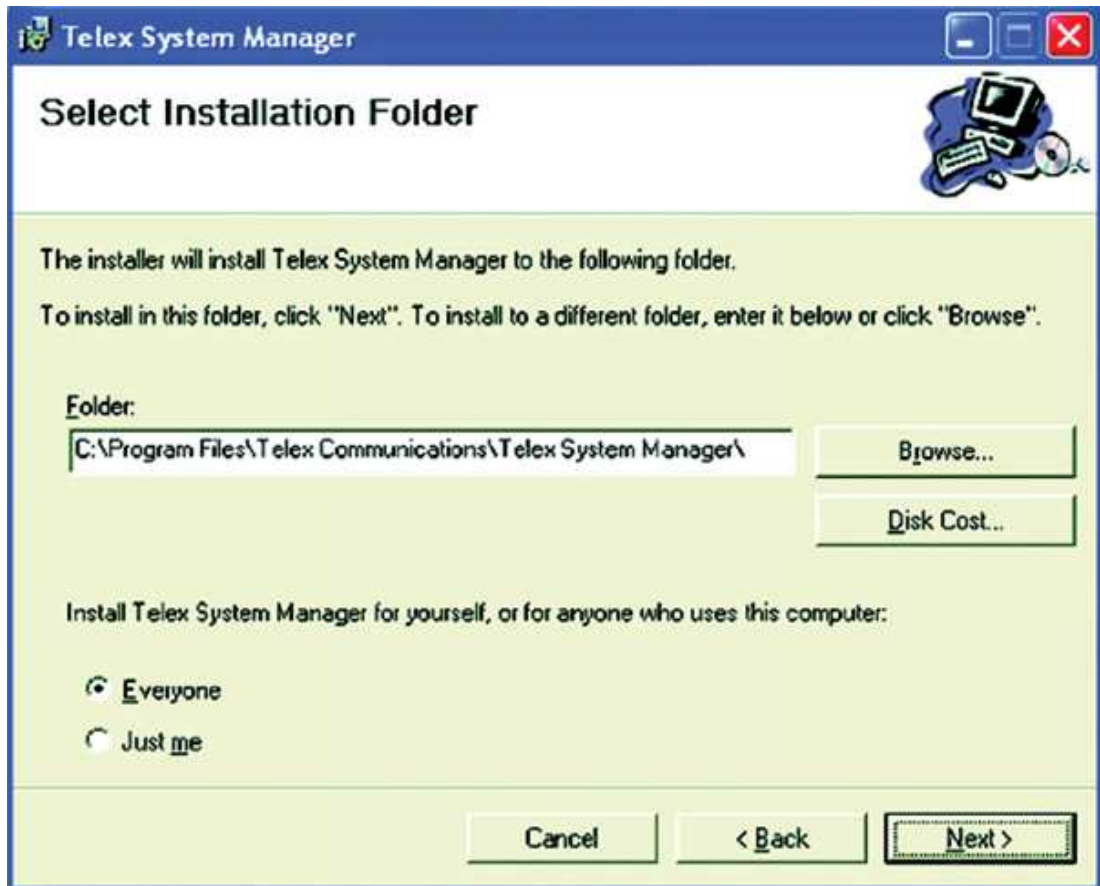 Telex System Manager
Select Installation Folder
The installer will install Telex System Manager to the following folder.
To install in this folder, click "Next". To install to a different folder, enter it below or click "Browse".
Folder:
C:\Program Files\Telex Communications\Telex System Manager\
Browse...
Disk Cost...
Install Telex System Manager for yourself, or for anyone who uses this computer:
Everyone
Just me
Cancel
< Back
Next >